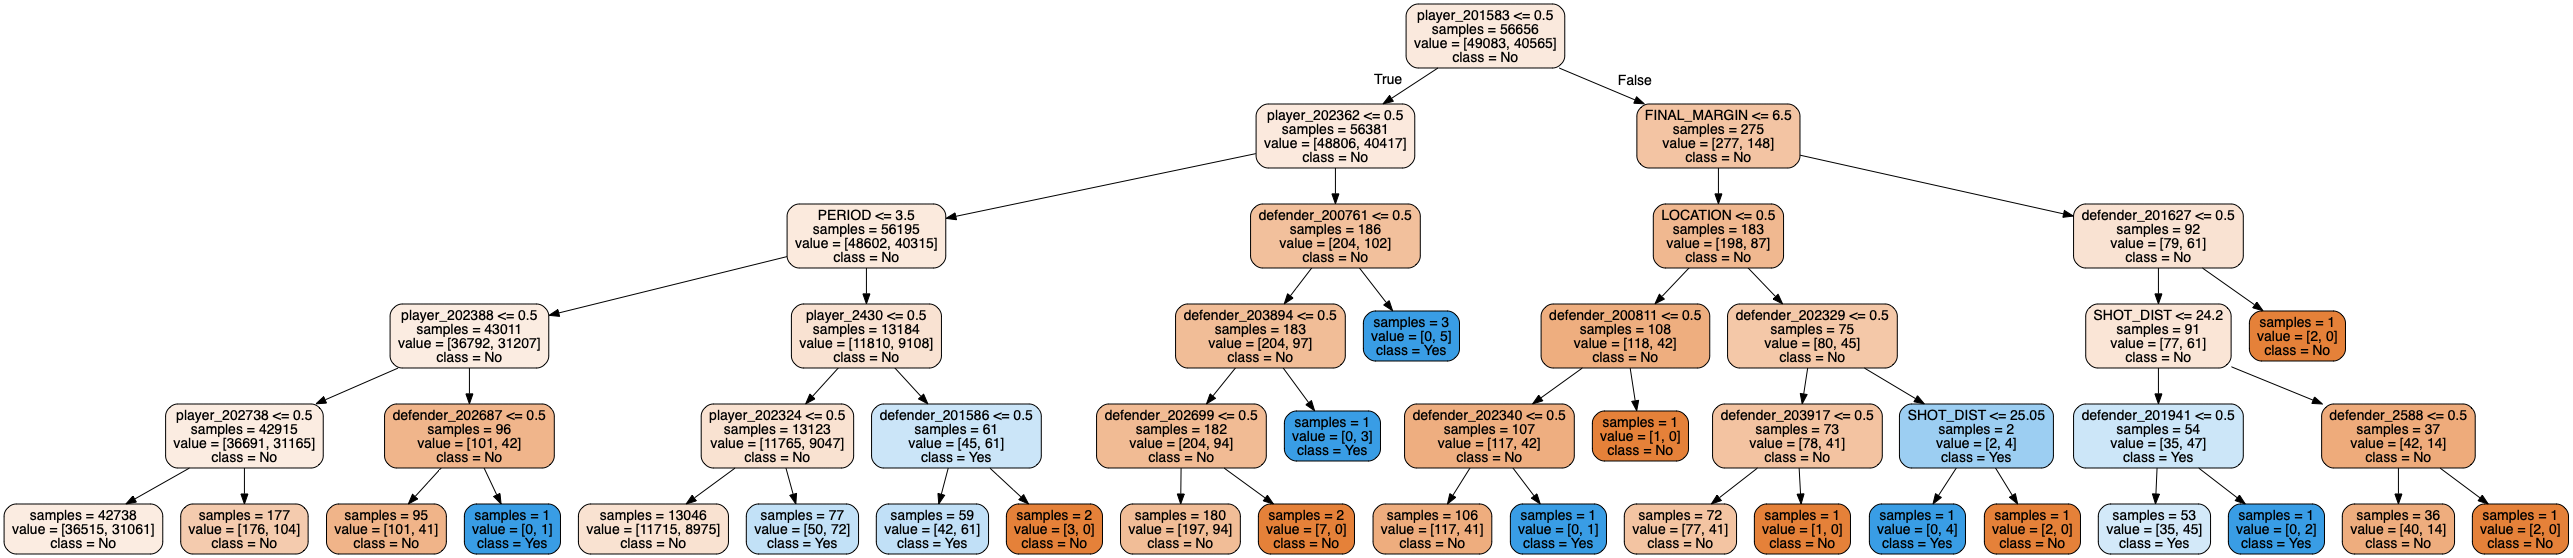 player_201583 <= 0.5
samples = 56656
value = [49083, 40565]
class = No
True
False
player_202362 <= 0.5
samples = 56381
value = [48806, 40417]
class = No
FINAL_MARGIN <= 6.5
samples = 275
value = [277, 148]
class = No
PERIOD <= 3.5
samples = 56195
value = [48602, 40315]
class = No
defender_200761 <= 0.5
samples = 186
value = [204, 102]
class = No
LOCATION <= 0.5
samples = 183
value = [198, 87]
class = No
defender_201627 <= 0.5
samples = 92
value = [79, 61]
class = No
player_202388 <= 0.5
samples = 43011
value = [36792, 31207]
class = No
player_2430 <= 0.5
samples = 13184
value = [11810, 9108]
class = No
defender_203894 <= 0.5
samples = 183
value = [204, 97]
class = No
samples = 3
value = [0, 5]
class = Yes
defender_200811 <= 0.5
samples = 108
value = [118, 42]
class = No
defender_202329 <= 0.5
samples = 75
value = [80, 45]
class = No
SHOT_DIST <= 24.2
samples = 91
value = [77, 61]
class = No
samples = 1
value = [2, 0]
class = No
player_202738 <= 0.5
samples = 42915
value = [36691, 31165]
class = No
defender_202687 <= 0.5
samples = 96
value = [101, 42]
class = No
player_202324 <= 0.5
samples = 13123
value = [11765, 9047]
class = No
defender_201586 <= 0.5
samples = 61
value = [45, 61]
class = Yes
defender_202699 <= 0.5
samples = 182
value = [204, 94]
class = No
samples = 1
value = [0, 3]
class = Yes
defender_202340 <= 0.5
samples = 107
value = [117, 42]
class = No
samples = 1
value = [1, 0]
class = No
defender_203917 <= 0.5
samples = 73
value = [78, 41]
class = No
SHOT_DIST <= 25.05
samples = 2
value = [2, 4]
class = Yes
defender_201941 <= 0.5
samples = 54
value = [35, 47]
class = Yes
defender_2588 <= 0.5
samples = 37
value = [42, 14]
class = No
samples = 42738
value = [36515, 31061]
class = No
samples = 177
value = [176, 104]
class = No
samples = 95
value = [101, 41]
class = No
samples = 1
value = [0, 1]
class = Yes
samples = 13046
value = [11715, 8975]
class = No
samples = 77
value = [50, 72]
class = Yes
samples = 59
value = [42, 61]
class = Yes
samples = 2
value = [3, 0]
class = No
samples = 180
value = [197, 94]
class = No
samples = 2
value = [7, 0]
class = No
samples = 106
value = [117, 41]
class = No
samples = 1
value = [0, 1]
class = Yes
samples = 72
value = [77, 41]
class = No
samples = 1
value = [1, 0]
class = No
samples = 1
value = [0, 4]
class = Yes
samples = 1
value = [2, 0]
class = No
samples = 53
value = [35, 45]
class = Yes
samples = 1
value = [0, 2]
class = Yes
samples = 36
value = [40, 14]
class = No
samples = 1
value = [2, 0]
class = No